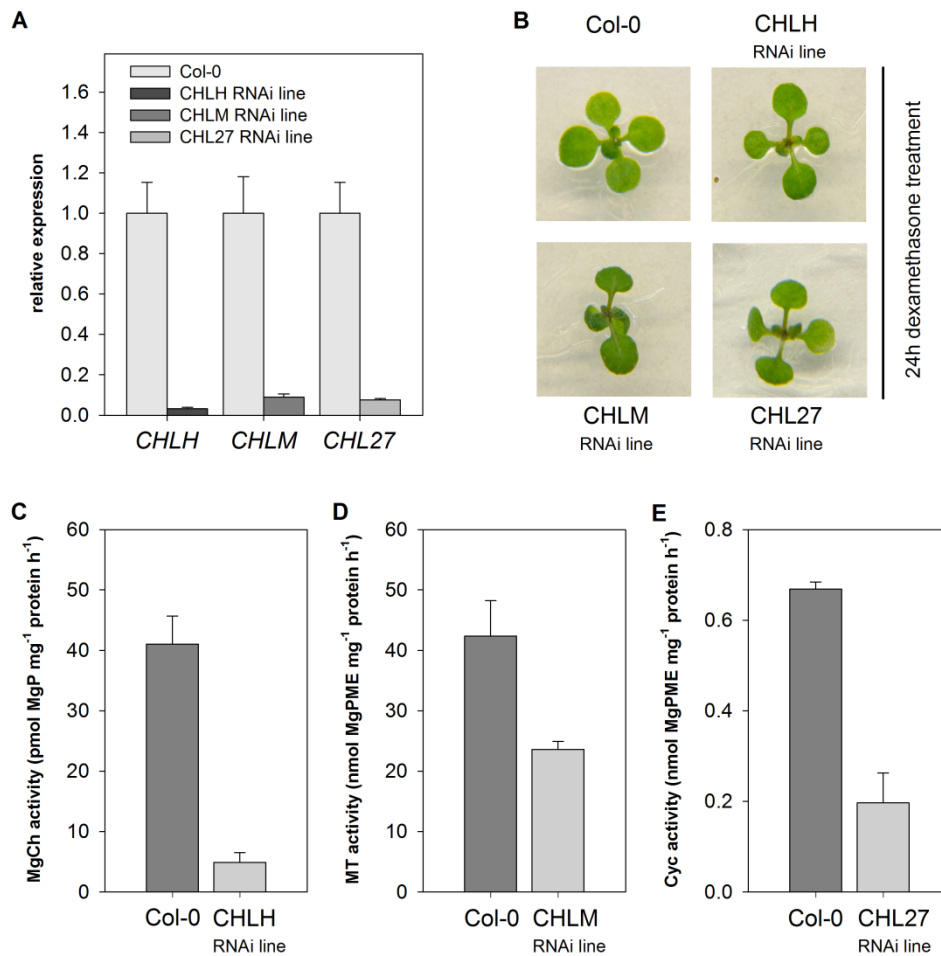 A
Col-0
CHLH RNAi line
CHLM RNAi line
CHL27 RNAi line
relative expression
1.6
1.4
1.2
1.0
0.8
0.6
0.4
0.2
0.0
CHLH CHLM CHL27
B
Col-0 CHLH
RNAi line
24h dexamethasone treatment
CHLM CHL27
RNAi line RNAi line
C
MgCh activity (pmol MgP mg⁻¹ protein h⁻¹)
60
50
40
30
20
10
0
Col-0 CHLH
RNAi line
D
MT activity (nmol MgPME mg⁻¹ protein h⁻¹)
60
50
40
30
20
10
0
Col-0 CHLM
RNAi line
E
Cyc activity (nmol MgPME mg⁻¹ protein h⁻¹)
0.8
0.6
0.4
0.2
0.0
Col-0 CHL27
RNAi line